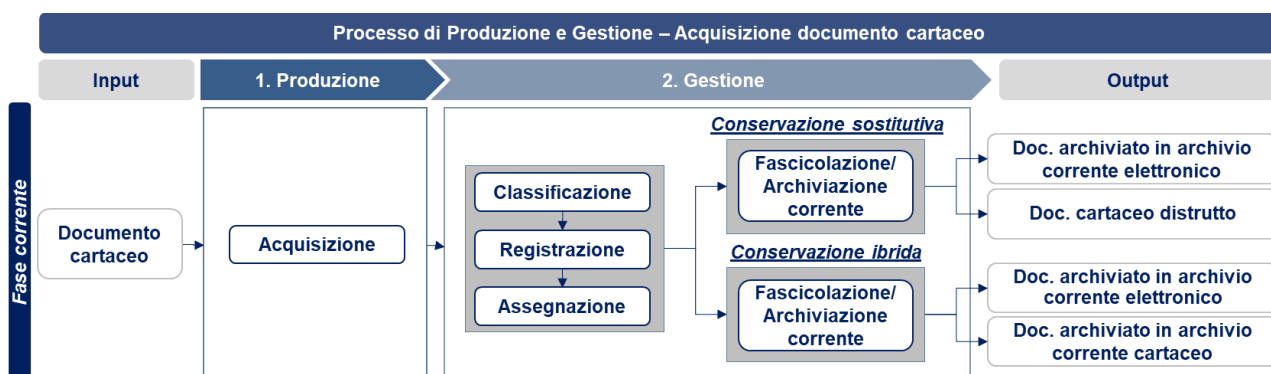 Processo di Produzione e Gestione – Acquisizione documento cartaceo
Input
1. Produzione
2. Gestione
Output
Fase corrente
Documento
cartaceo
Acquisizione
Classificazione
Registrazione
Assegnazione
Conservazione sostitutiva
Fascicolazione/
Archiviazione
corrente
Conservazione ibrida
Fascicolazione/
Archiviazione
corrente
Doc. archiviato in archivio
corrente elettronico
Doc. cartaceo distrutto
Doc. archiviato in archivio
corrente elettronico
Doc. archiviato in archivio
corrente cartaceo